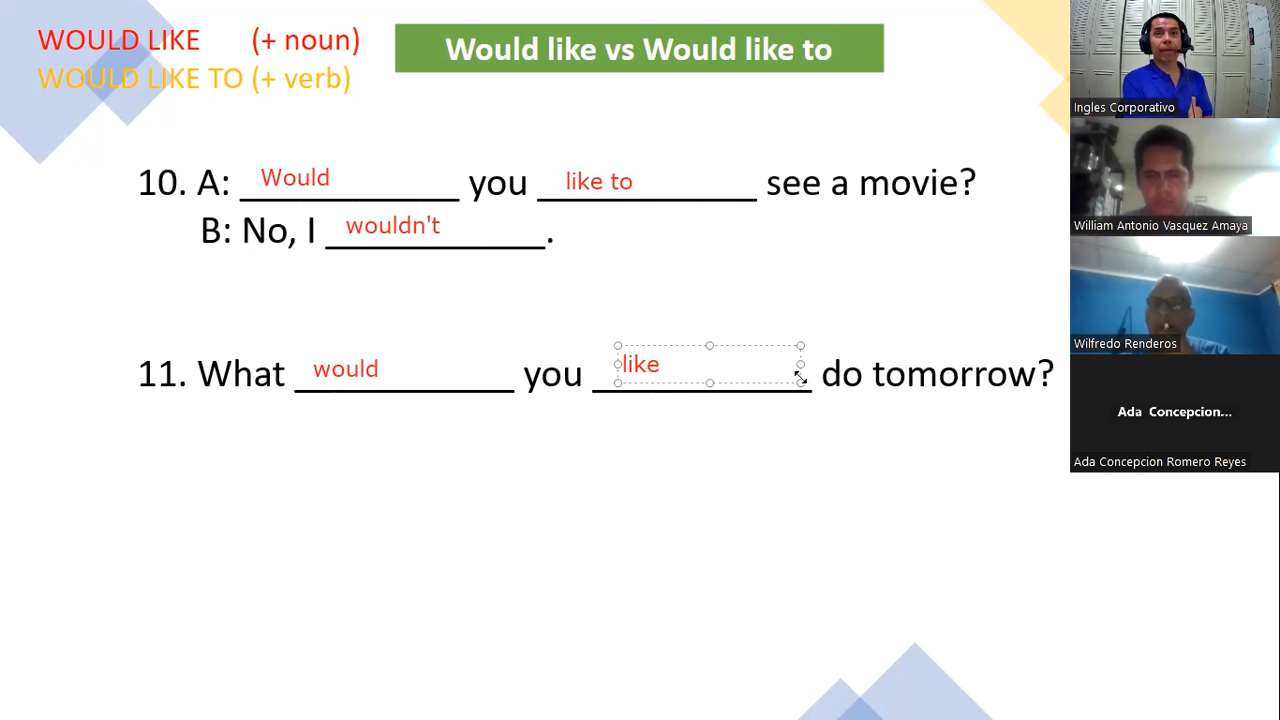 WOULD LIKE (+ noun)
WOULD LIKE TO (+ verb)
Would like vs Would like to
10. A: Would you like to see a movie?
B: No, I wouldn't.
11. What would you like do tomorrow?
Ingles Corporativo
William Antonio Vasquez Amaya
Wilfredo Renderos
Ada Concepcion...
Ada Concepcion Romero Reyes